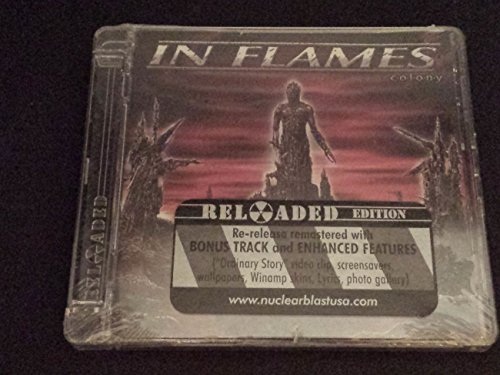 IN FLAMES
colony
RELOADED EDITION
Re-release remastered with
BONUS TRACK and ENHANCED FEATURES
("Ordinary Story" video clip, screensavers,
wallpapers, Winamp skins, Lyrics, photo gallery)
www.nuclearblastusa.com
RELOADED